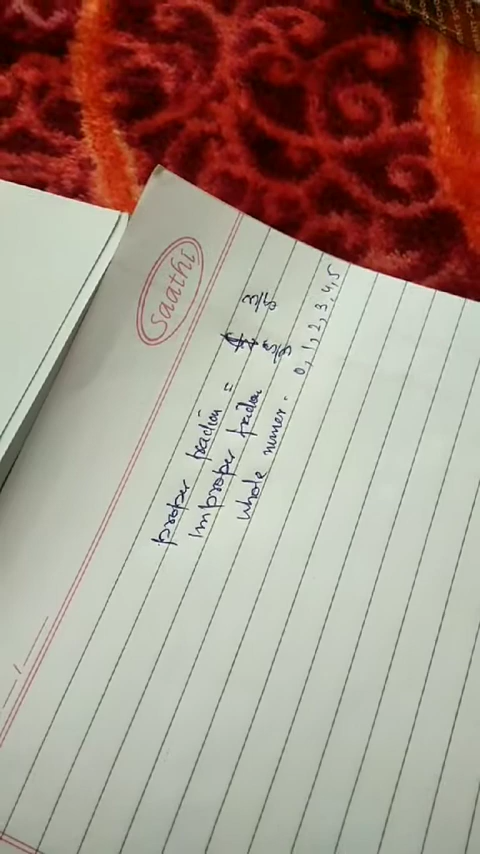 saathi
proper fraction = 3/5
Improper fraction 5/3
whole numer. 0, 1, 2, 3, 4, 5